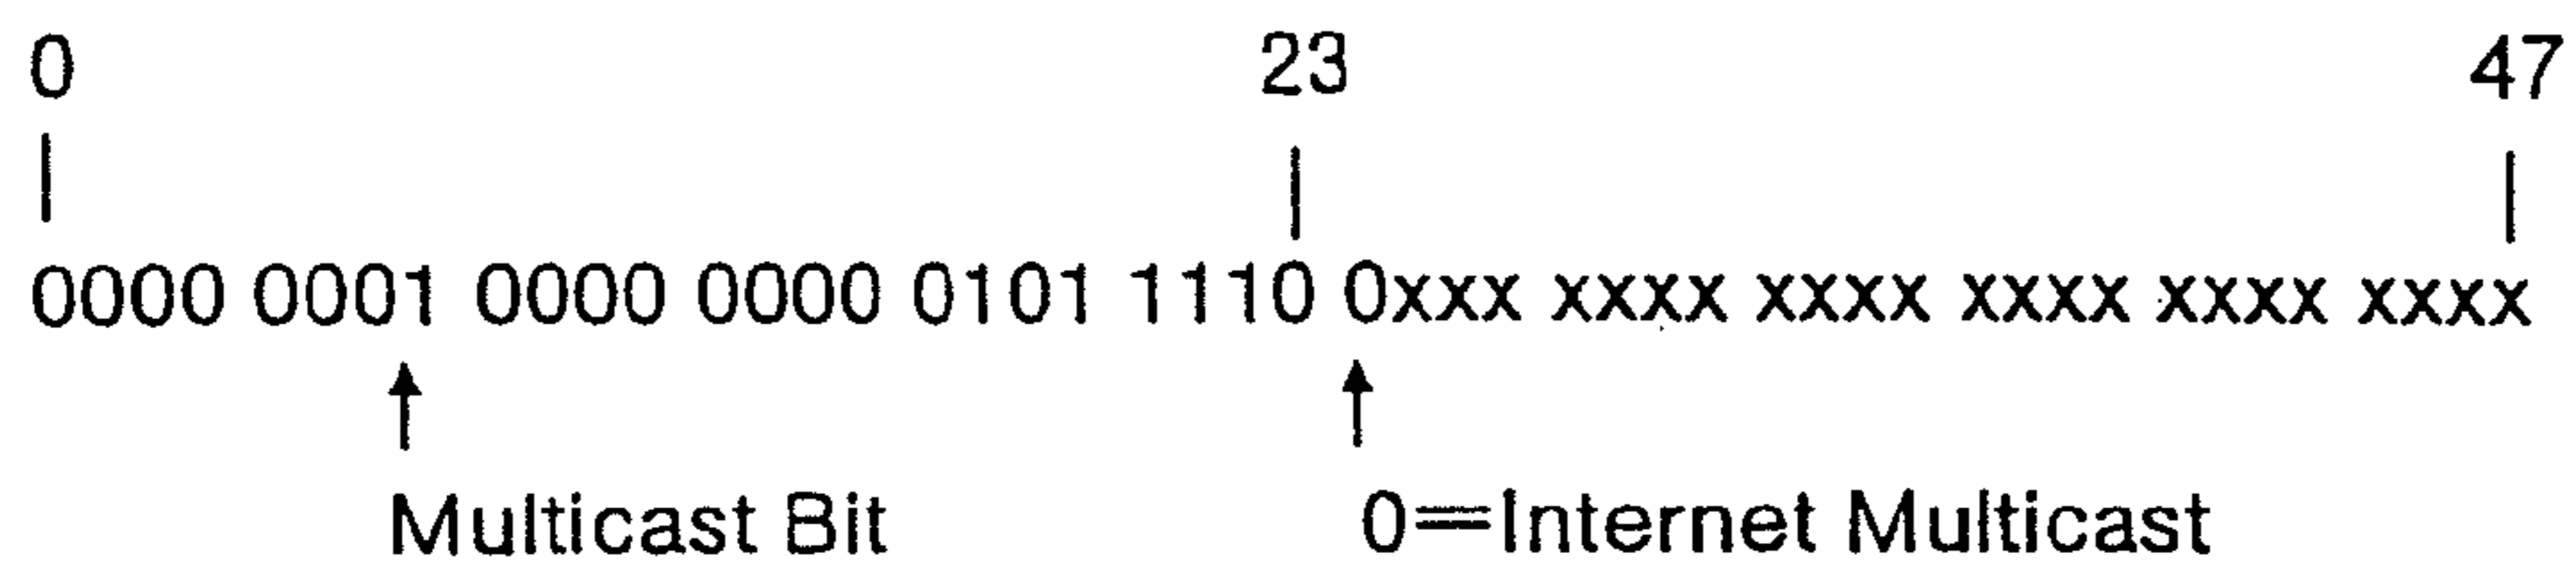 0 23 47
0000 0001 0000 0000 0101 1110 0xxx xxxx xxxx xxxx xxxx xxxx
Multicast Bit 0=Internet Multicast